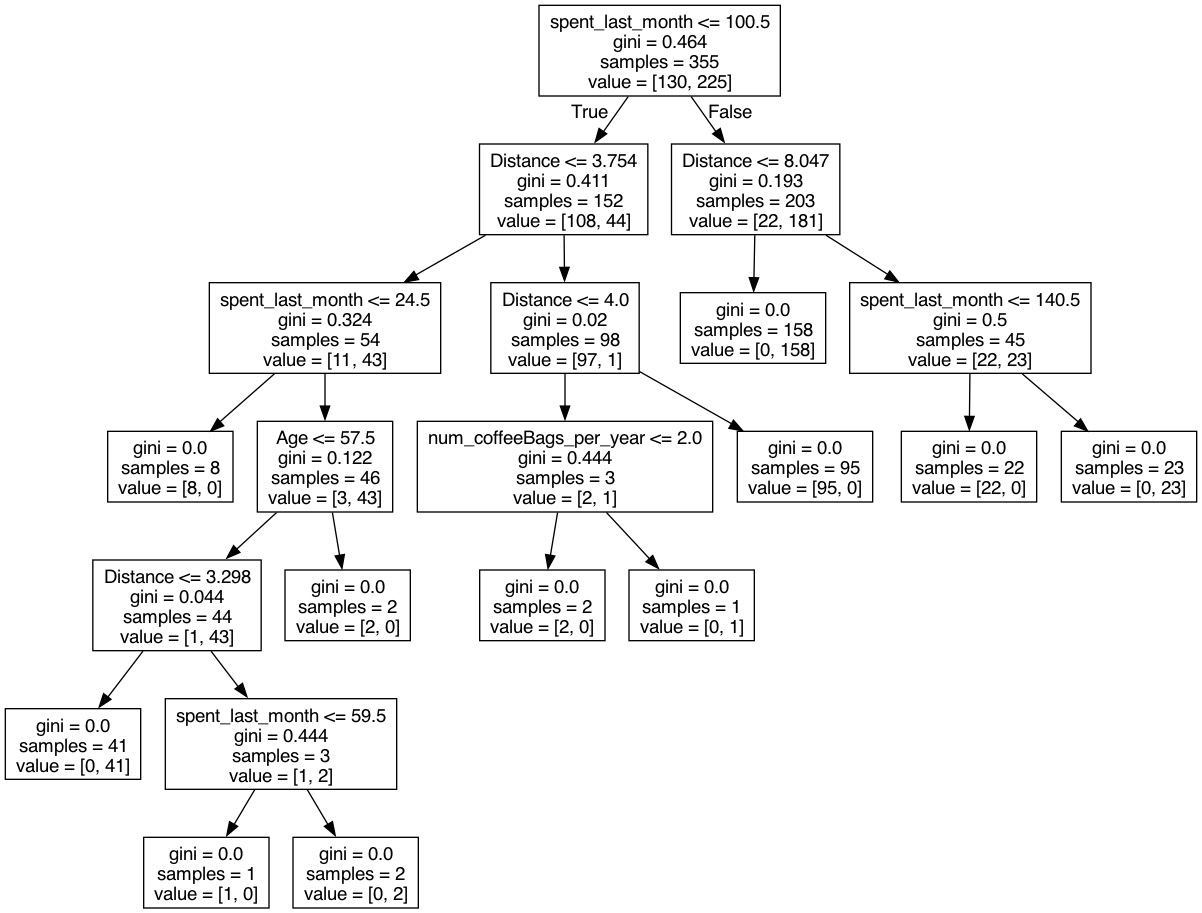 spent_last_month <= 100.5
gini = 0.464
samples = 355
value = [130, 225]
True
False
Distance <= 3.754
gini = 0.411
samples = 152
value = [108, 44]
Distance <= 8.047
gini = 0.193
samples = 203
value = [22, 181]
spent_last_month <= 24.5
gini = 0.324
samples = 54
value = [11, 43]
Distance <= 4.0
gini = 0.02
samples = 98
value = [97, 1]
gini = 0.0
samples = 158
value = [0, 158]
spent_last_month <= 140.5
gini = 0.5
samples = 45
value = [22, 23]
gini = 0.0
samples = 8
value = [8, 0]
Age <= 57.5
gini = 0.122
samples = 46
value = [3, 43]
num_coffeeBags_per_year <= 2.0
gini = 0.444
samples = 3
value = [2, 1]
gini = 0.0
samples = 95
value = [95, 0]
gini = 0.0
samples = 22
value = [22, 0]
gini = 0.0
samples = 23
value = [0, 23]
Distance <= 3.298
gini = 0.044
samples = 44
value = [1, 43]
gini = 0.0
samples = 2
value = [2, 0]
gini = 0.0
samples = 2
value = [2, 0]
gini = 0.0
samples = 1
value = [0, 1]
gini = 0.0
samples = 41
value = [0, 41]
spent_last_month <= 59.5
gini = 0.444
samples = 3
value = [1, 2]
gini = 0.0
samples = 1
value = [1, 0]
gini = 0.0
samples = 2
value = [0, 2]